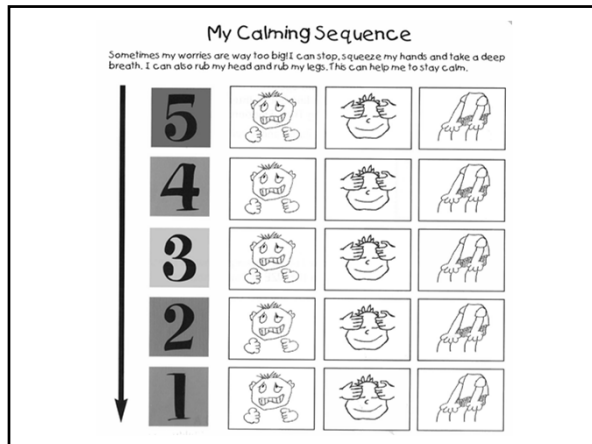 My Calming Sequence
Sometimes my worries are way too big! I can stop, squeeze my hands and take a deep
breath. I can also rub my head and rub my legs. This can help me to stay calm.
5
4
3
2
1